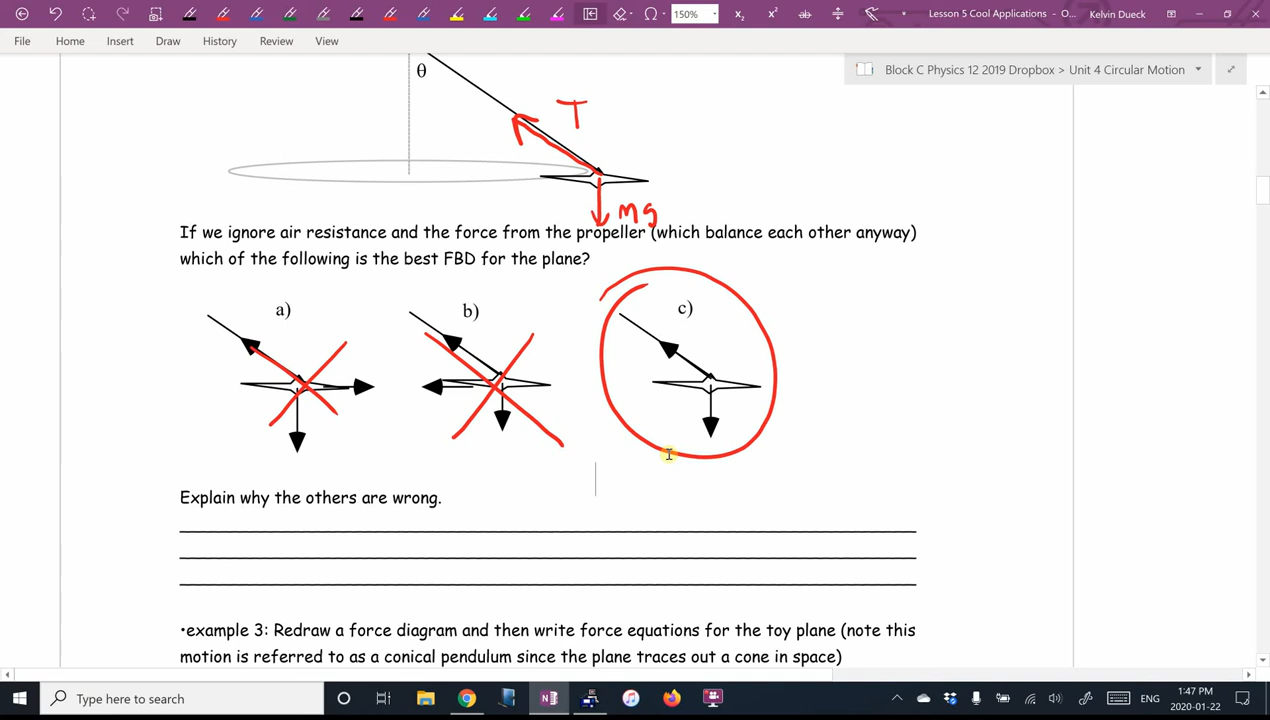 150%
x₂
x²
ab
Lesson 5 Cool Applications - O...
Kelvin Dueck
File
Home
Insert
Draw
History
Review
View
Block C Physics 12 2019 Dropbox > Unit 4 Circular Motion
θ
T
mg
If we ignore air resistance and the force from the propeller (which balance each other anyway)
which of the following is the best FBD for the plane?
a)
b)
c)
Explain why the others are wrong.
•example 3: Redraw a force diagram and then write force equations for the toy plane (note this
motion is referred to as a conical pendulum since the plane traces out a cone in space)
Type here to search
ENG
1:47 PM
2020-01-22